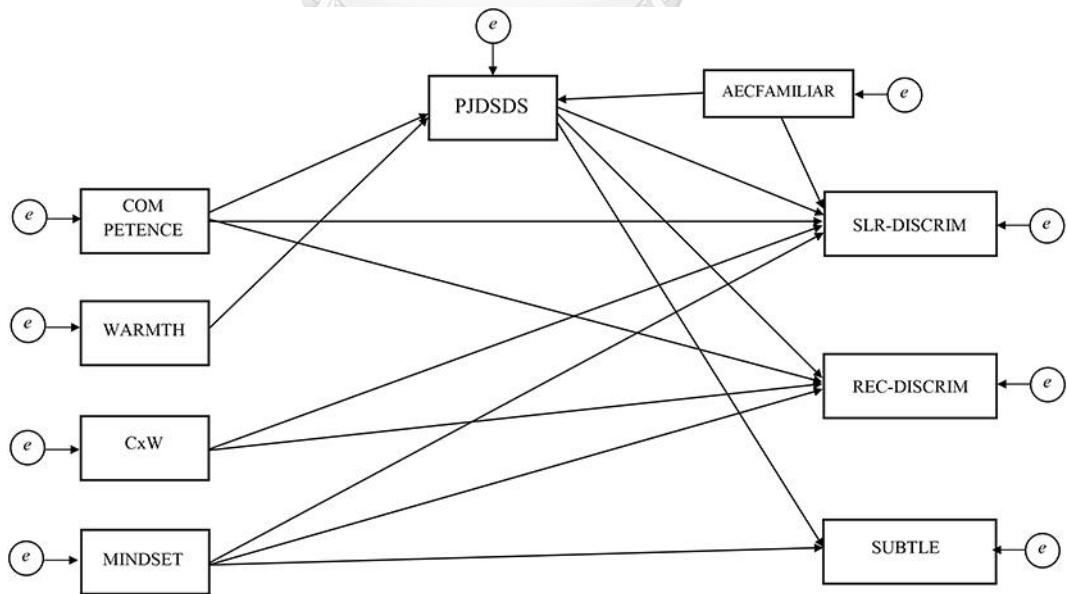 e
PJDSDS
AECFAMILIAR
e
e
COM
PETENCE
SLR-DISCRIM
e
e
WARMTH
REC-DISCRIM
e
e
CxW
e
MINDSET
SUBTLE
e